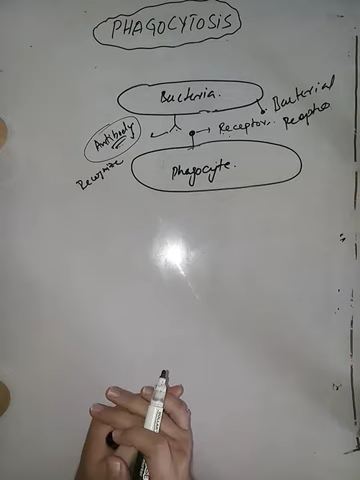 PHAGOCYTOSIS
Bacteria.
Bacterial
Antibody
Receptor.
Recognize
Phagocyte.